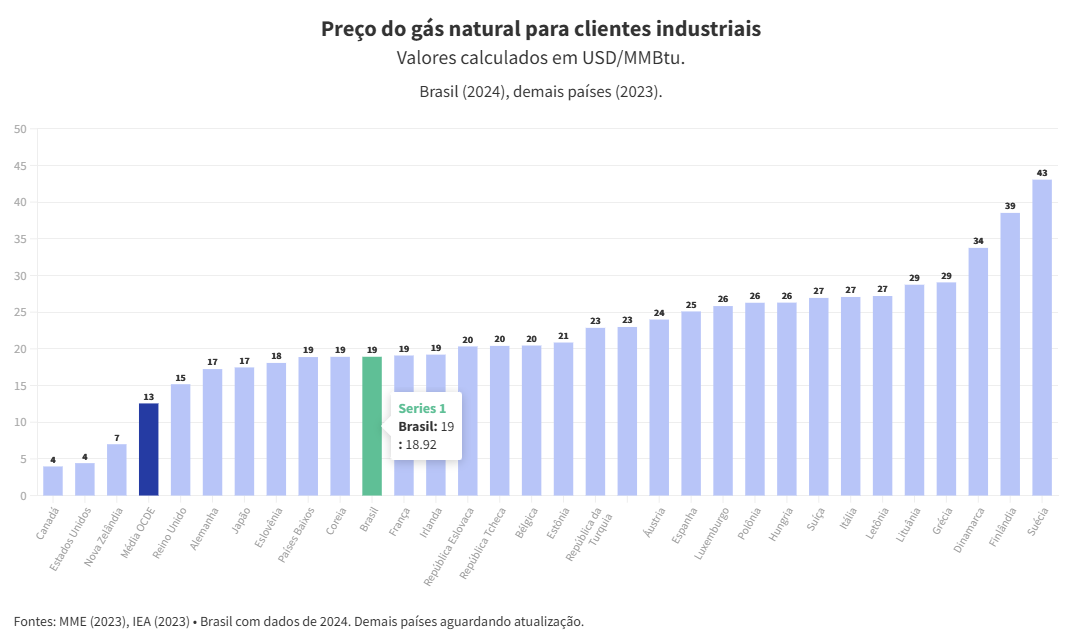 Preço do gás natural para clientes industriais
Valores calculados em USD/MMBtu.
Brasil (2024), demais países (2023).
50
45
40
35
30
25
20
15
10
5
0
4
4
7
13
15
17
17
18
19
19
19
19
19
20
20
20
21
23
23
24
25
26
26
26
27
27
27
29
29
34
39
43
Series 1
Brasil: 19
: 18.92
Canadá
Estados Unidos
Nova Zelândia
Média OCDE
Reino Unido
Alemanha
Japão
Eslovênia
Países Baixos
Coreia
Brasil
França
Irlanda
República Eslovaca
República Tcheca
Bélgica
Estônia
República da
Turquia
Áustria
Espanha
Luxemburgo
Polônia
Hungria
Suíça
Itália
Letônia
Lituânia
Grécia
Dinamarca
Finlândia
Suécia
Fontes: MME (2023), IEA (2023) • Brasil com dados de 2024. Demais países aguardando atualização.